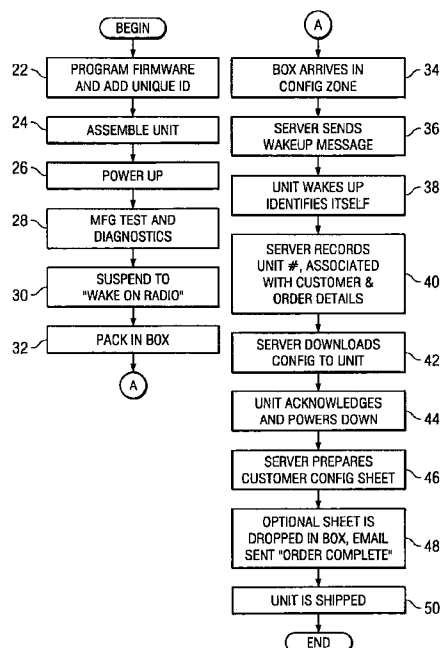 BEGIN
22
PROGRAM FIRMWARE
AND ADD UNIQUE ID
24
ASSEMBLE UNIT
26
POWER UP
28
MFG TEST AND
DIAGNOSTICS
30
SUSPEND TO
"WAKE ON RADIO"
32
PACK IN BOX
A
A
BOX ARRIVES IN
CONFIG ZONE
34
SERVER SENDS
WAKEUP MESSAGE
36
UNIT WAKES UP
IDENTIFIES ITSELF
38
SERVER RECORDS
UNIT #, ASSOCIATED
WITH CUSTOMER &
ORDER DETAILS
40
SERVER DOWNLOADS
CONFIG TO UNIT
42
UNIT ACKNOWLEDGES
AND POWERS DOWN
44
SERVER PREPARES
CUSTOMER CONFIG SHEET
46
OPTIONAL SHEET IS
DROPPED IN BOX, EMAIL
SENT "ORDER COMPLETE"
48
UNIT IS SHIPPED
50
END